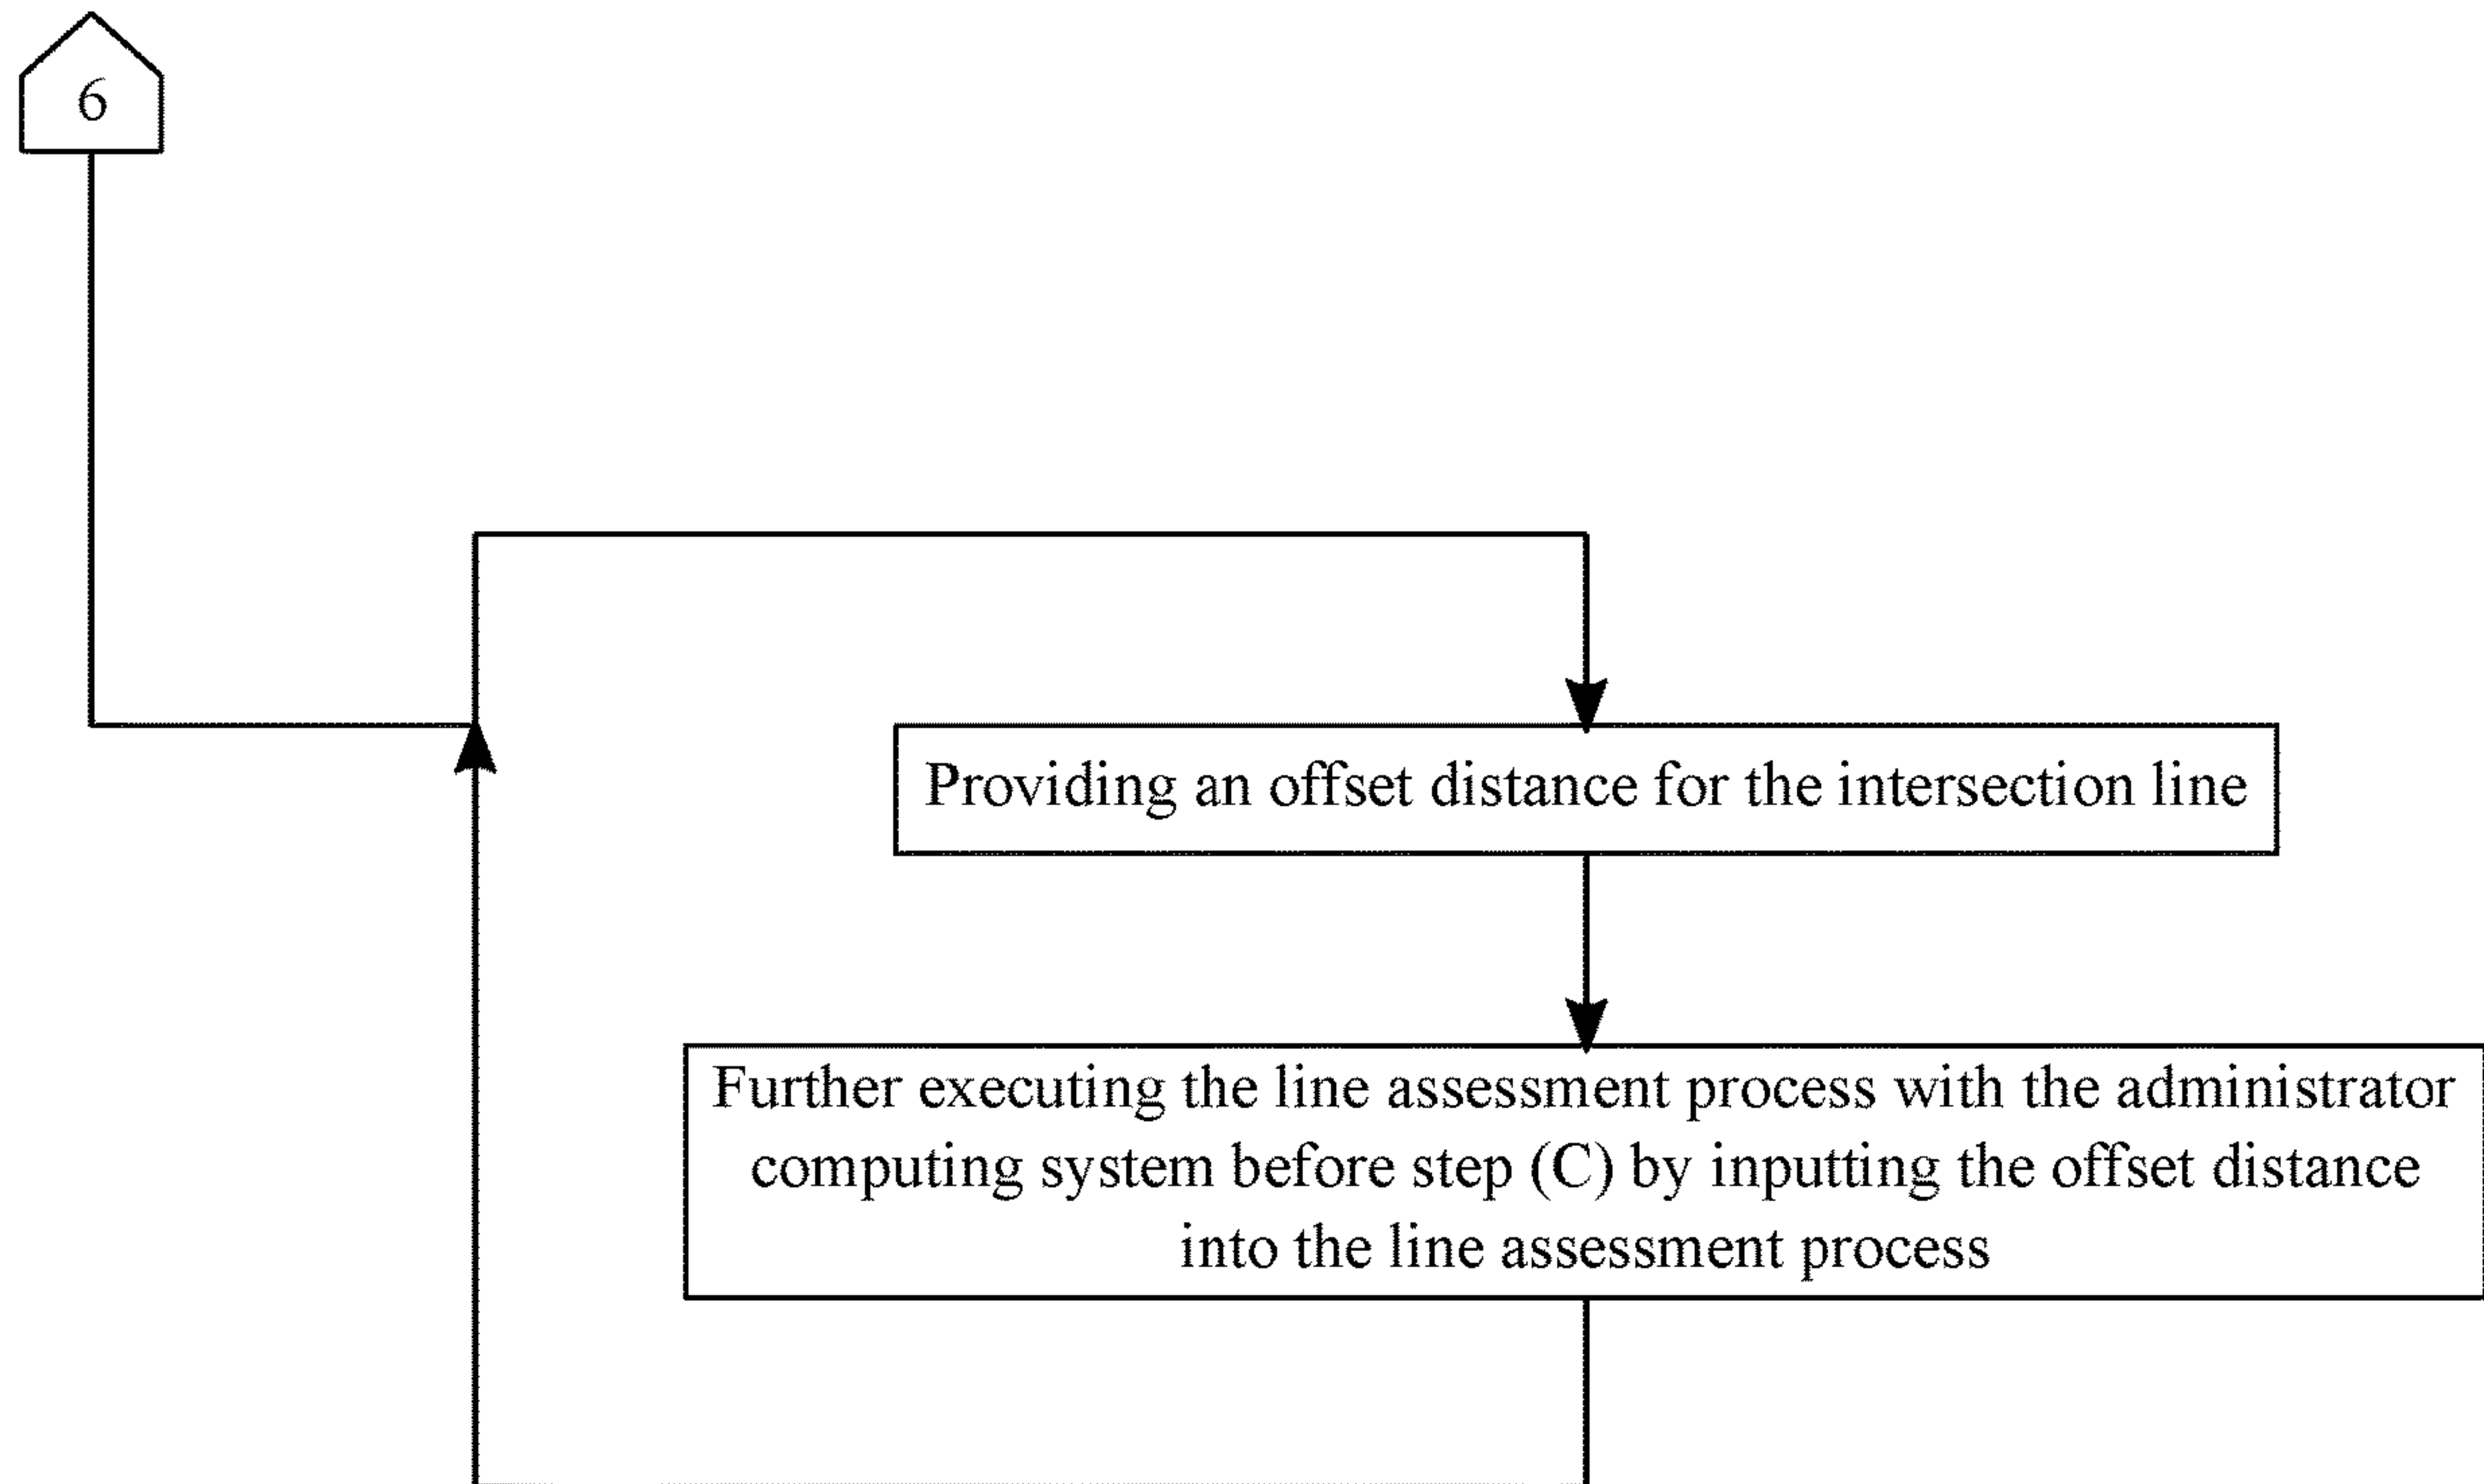 6
Providing an offset distance for the intersection line
Further executing the line assessment process with the administrator
computing system before step (C) by inputting the offset distance
into the line assessment process